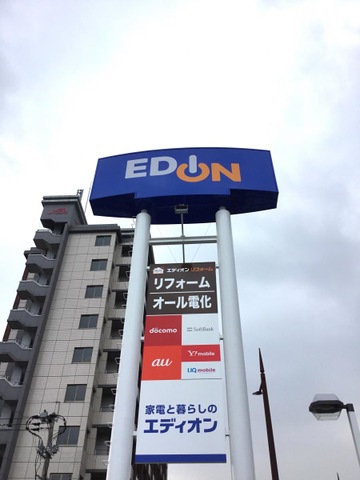 EDION
エディオンリフォーム
リフォーム
オール電化
döcomo
SoftBank
au
Y!mobile
UQ mobile
家電と暮らしの
エディオン